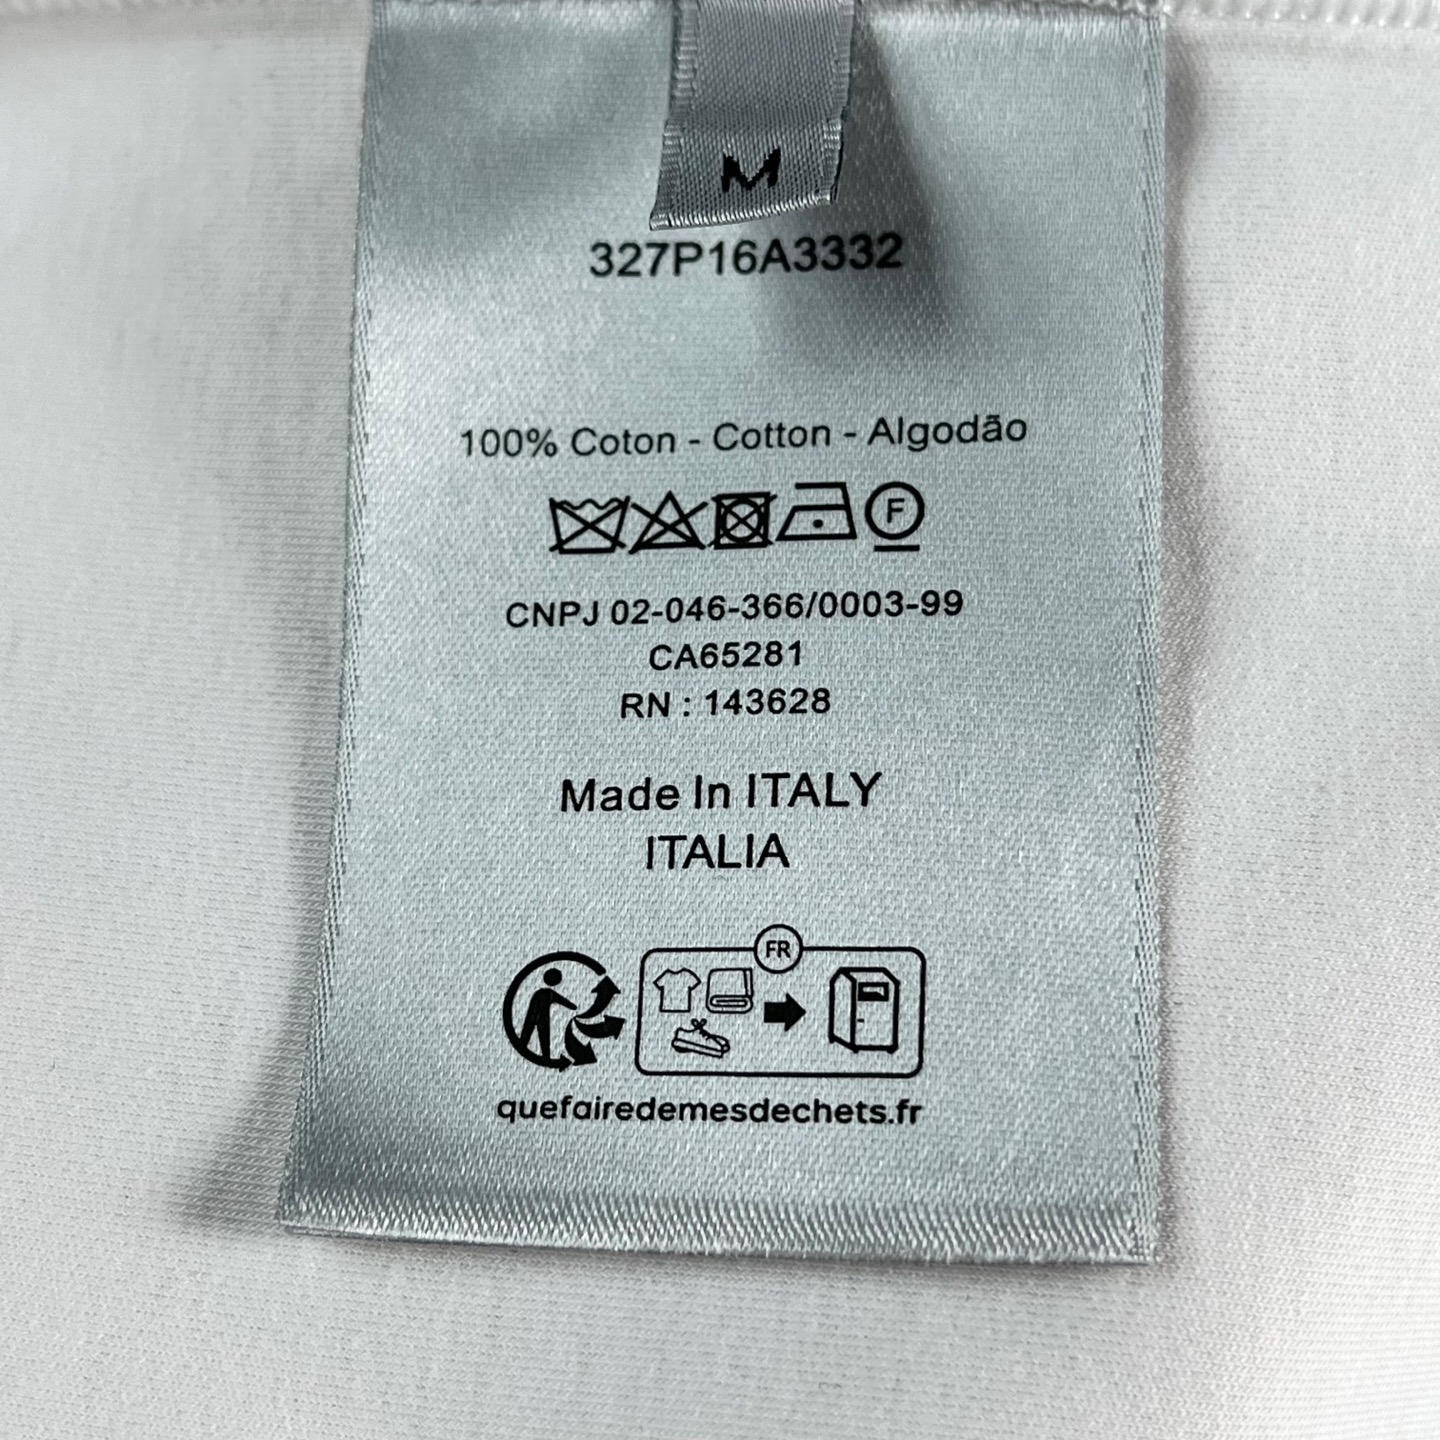 M
327P16A3332
100% Coton - Cotton - Algodão
F
CNPJ 02-046-366/0003-99
CA65281
RN : 143628
Made In ITALY
ITALIA
FR
quefairedemesdechets.fr